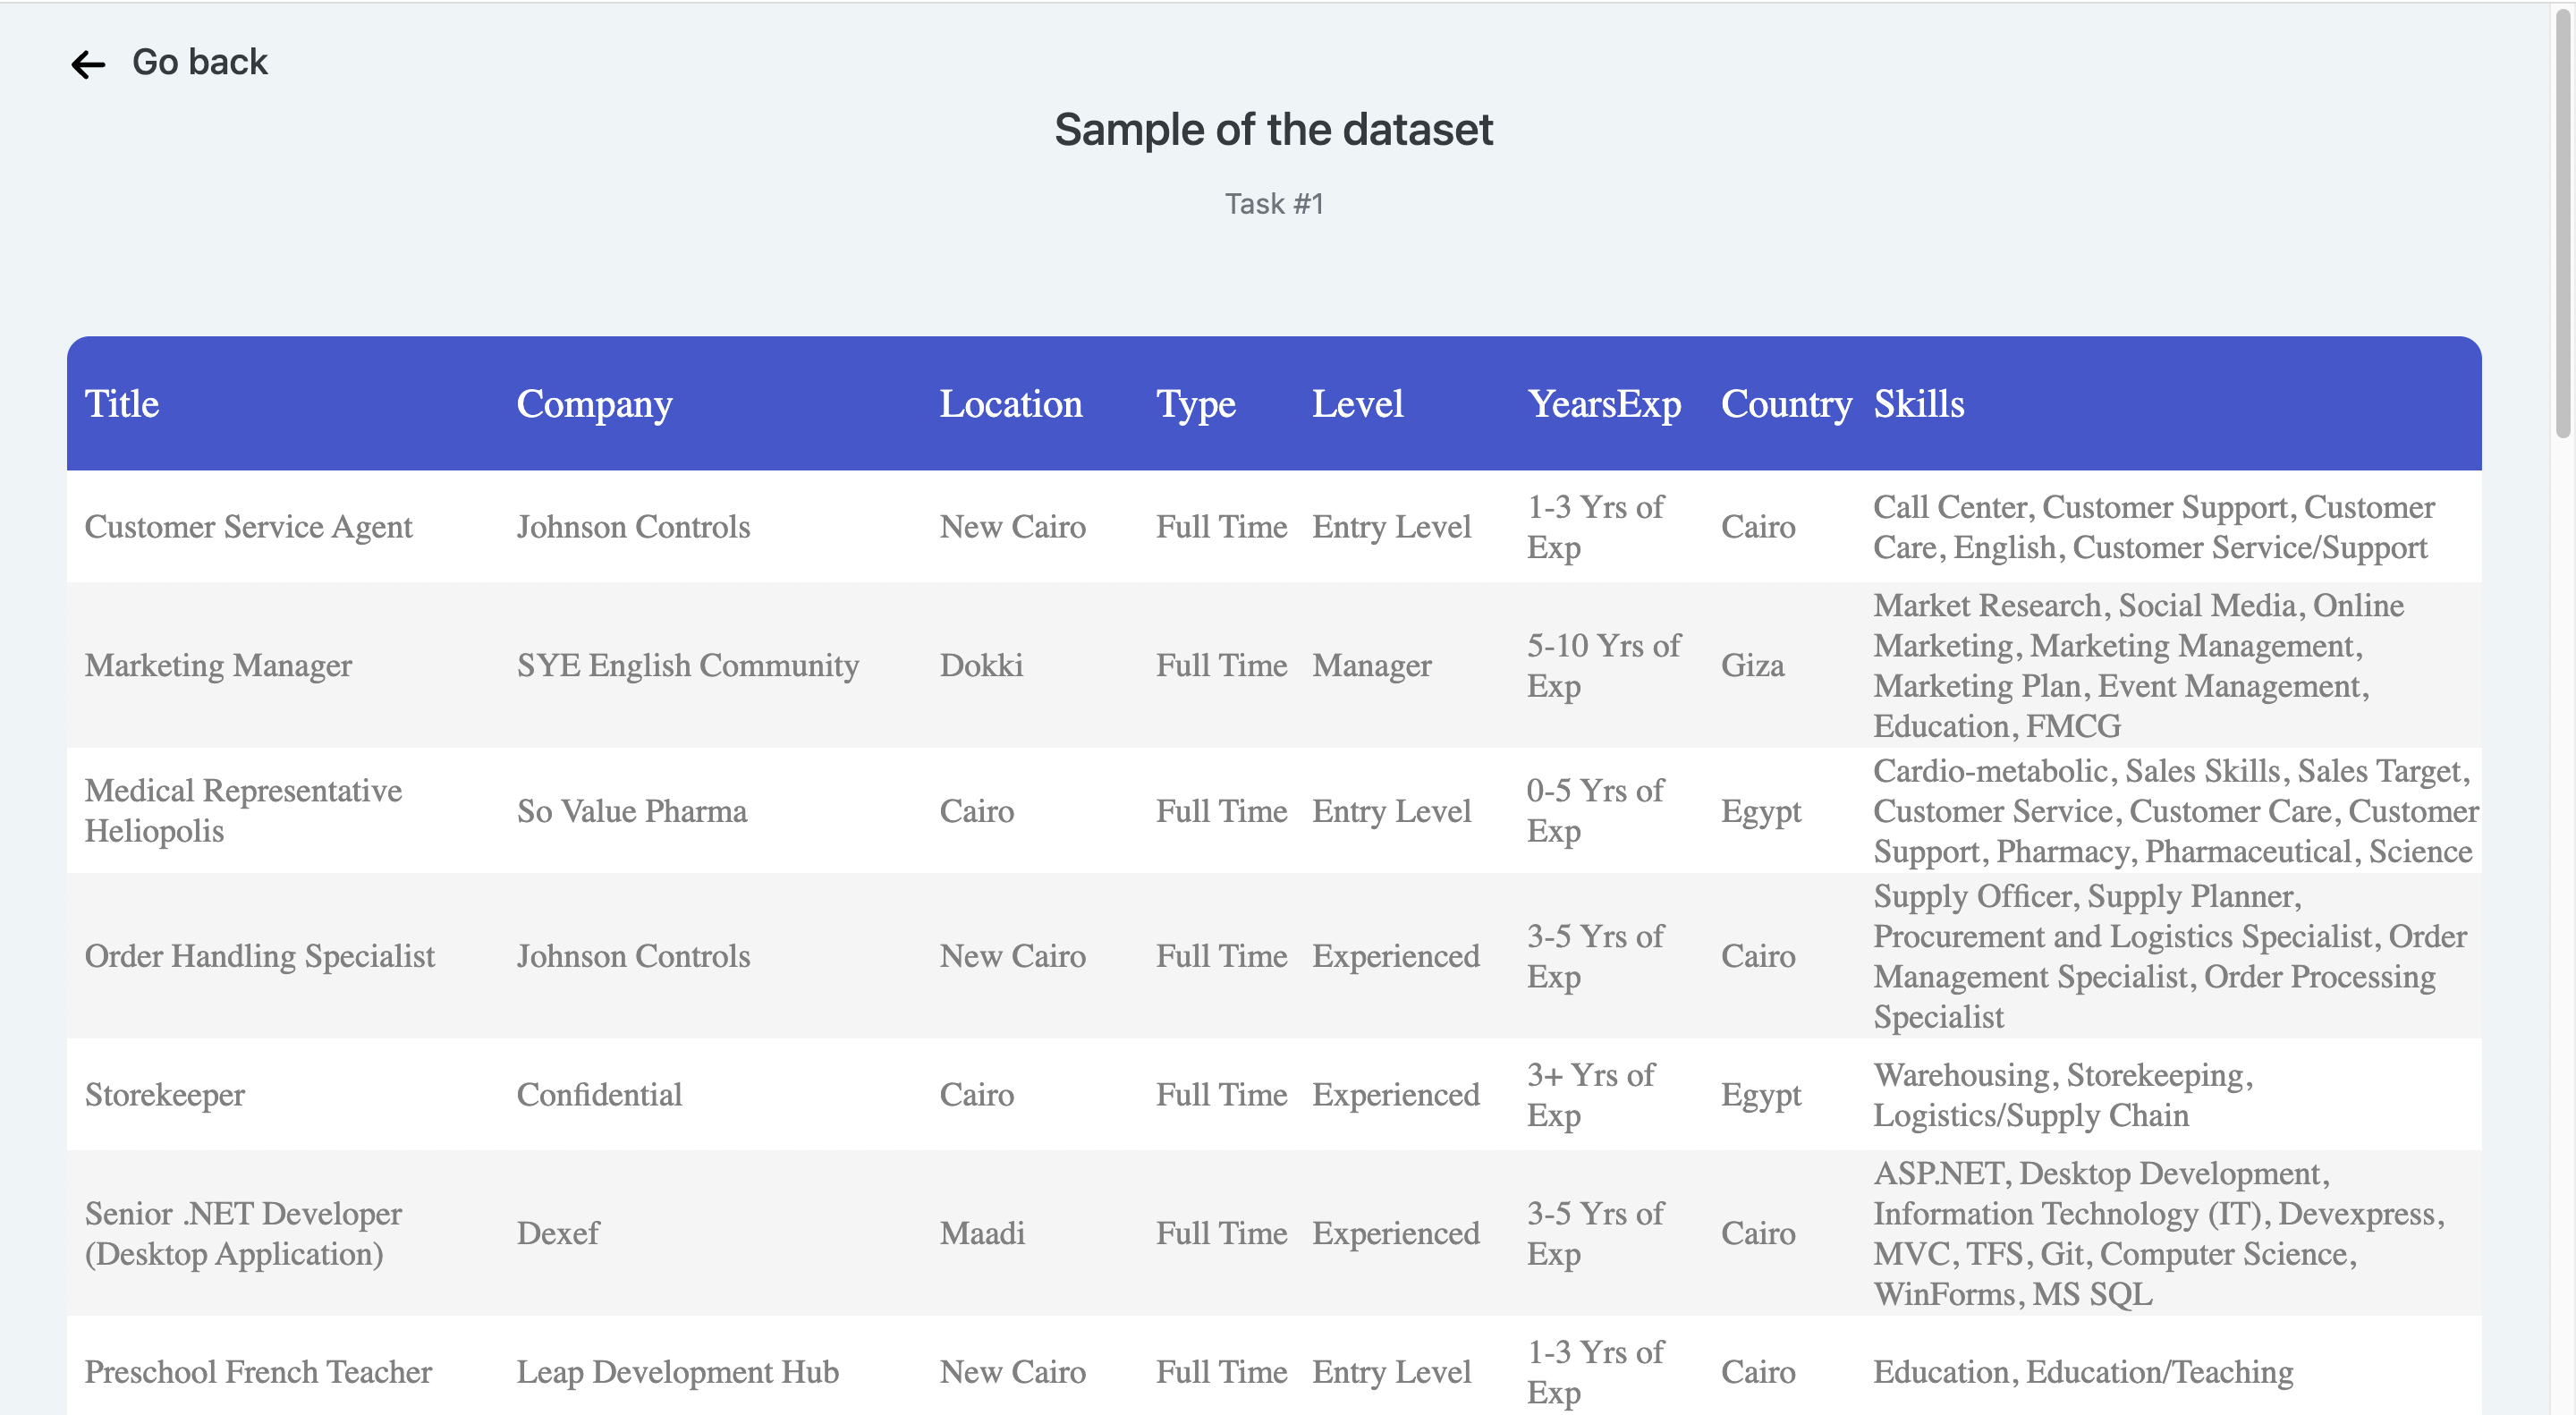 Go back
Sample of the dataset
Task #1
Title Company Location Type Level YearsExp Country Skills
Customer Service Agent Johnson Controls New Cairo Full Time Entry Level 1-3 Yrs of Exp Cairo Call Center, Customer Support, Customer
Care, English, Customer Service/Support
Marketing Manager SYE English Community Dokki Full Time Manager 5-10 Yrs of Exp Giza Market Research, Social Media, Online
Marketing, Marketing Management,
Marketing Plan, Event Management,
Education, FMCG
Medical Representative Heliopolis So Value Pharma Cairo Full Time Entry Level 0-5 Yrs of Exp Egypt Cardio-metabolic, Sales Skills, Sales Target,
Customer Service, Customer Care, Customer
Support, Pharmacy, Pharmaceutical, Science
Order Handling Specialist Johnson Controls New Cairo Full Time Experienced 3-5 Yrs of Exp Cairo Supply Officer, Supply Planner,
Procurement and Logistics Specialist, Order
Management Specialist, Order Processing
Specialist
Storekeeper Confidential Cairo Full Time Experienced 3+ Yrs of Exp Egypt Warehousing, Storekeeping,
Logistics/Supply Chain
Senior .NET Developer (Desktop Application) Dexef Maadi Full Time Experienced 3-5 Yrs of Exp Cairo ASP.NET, Desktop Development,
Information Technology (IT), Devexpress,
MVC, TFS, Git, Computer Science,
WinForms, MS SQL
Preschool French Teacher Leap Development Hub New Cairo Full Time Entry Level 1-3 Yrs of Exp Cairo Education, Education/Teaching